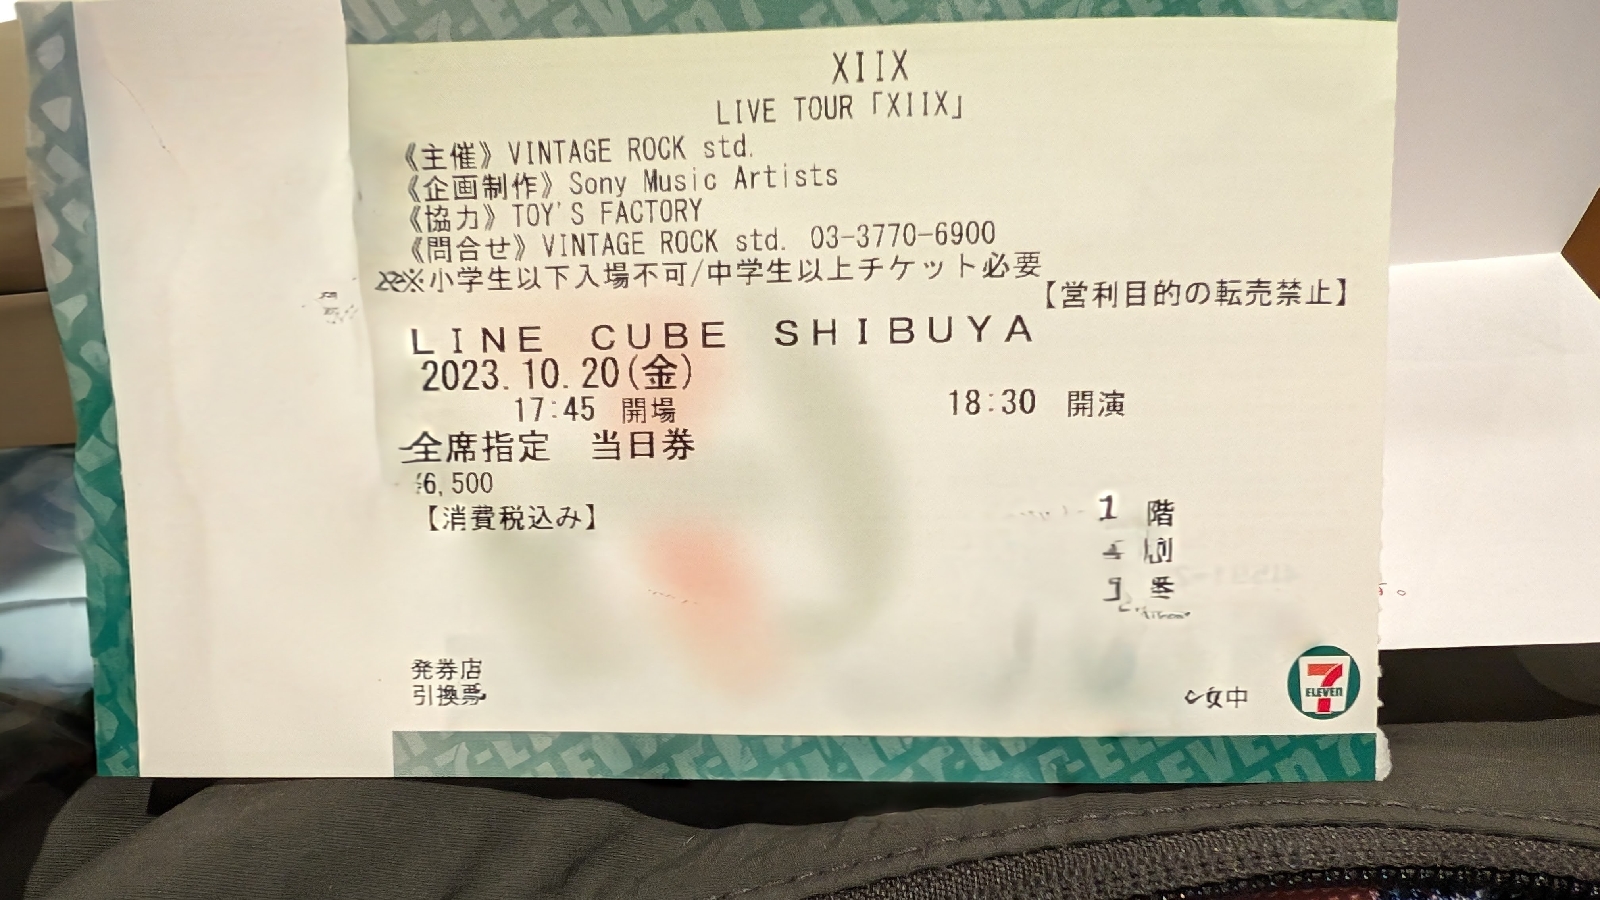 XIIX
LIVE TOUR「XIIX」
《主催》VINTAGE ROCK std.
《企画制作》Sony Music Artists
《協力》TOY'S FACTORY
《問合せ》VINTAGE ROCK std. 03-3770-6900
※小学生以下入場不可/中学生以上チケット必要
【営利目的の転売禁止】
LINE CUBE SHIBUYA
2023.10.20(金)
17:45 開場 18:30 開演
全席指定 当日券
¥6,500
【消費税込み】
1 階
発券店
引換票
7
ELEVEN